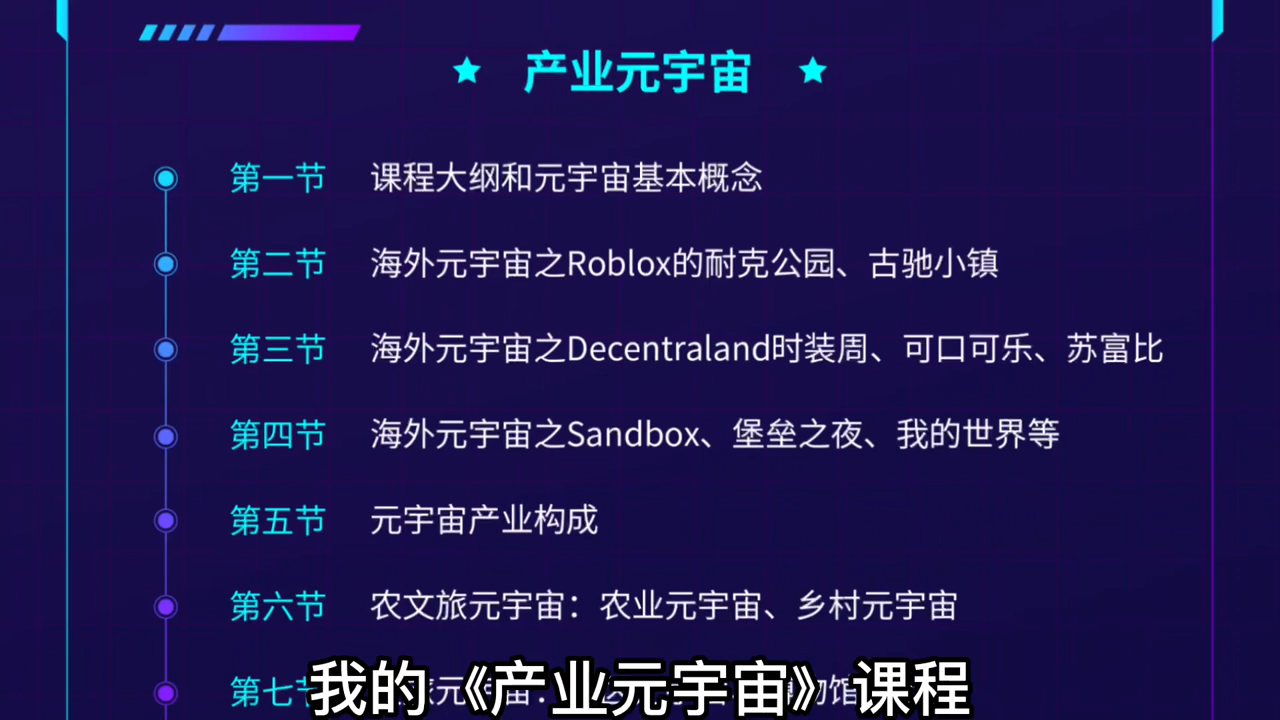 产业元宇宙
第一节 课程大纲和元宇宙基本概念
第二节 海外元宇宙之Roblox的耐克公园、古驰小镇
第三节 海外元宇宙之Decentraland时装周、可口可乐、苏富比
第四节 海外元宇宙之Sandbox、堡垒之夜、我的世界等
第五节 元宇宙产业构成
第六节 农文旅元宇宙：农业元宇宙、乡村元宇宙
第七
我的《产业元宇宙》课程